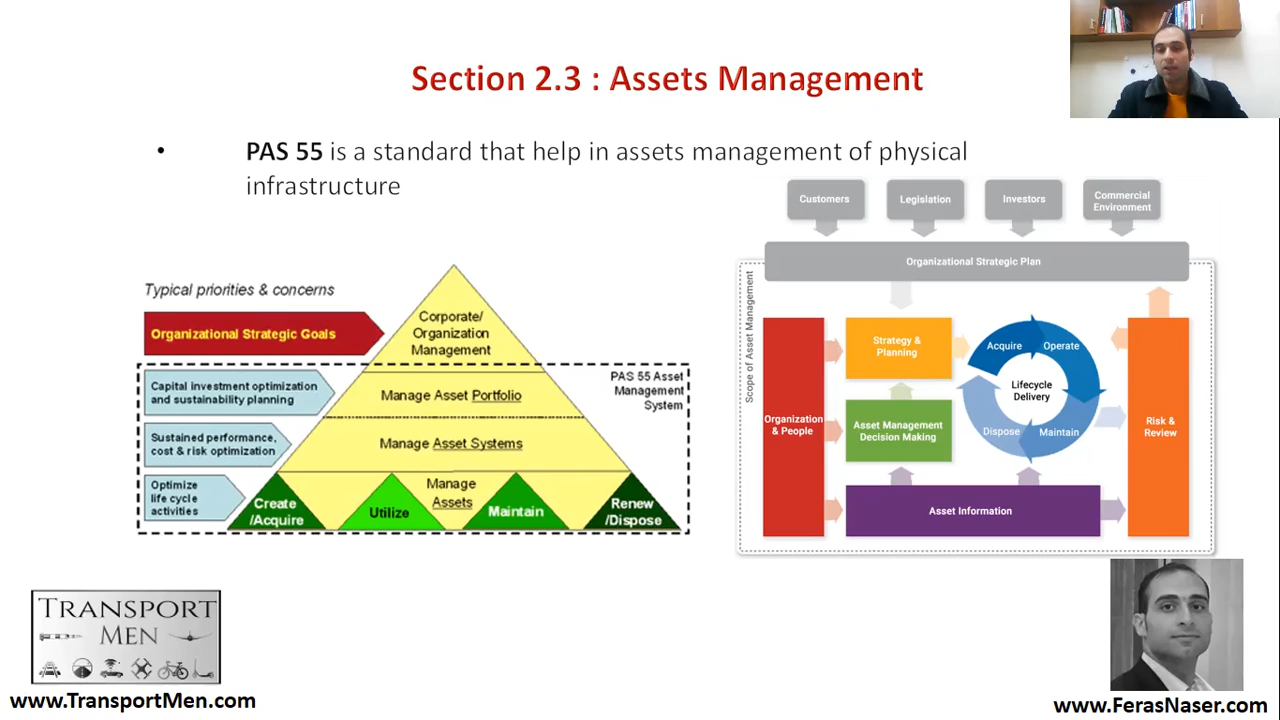 Section 2.3 : Assets Management
• PAS 55 is a standard that help in assets management of physical
infrastructure
Typical priorities & concerns
Organizational Strategic Goals
Capital investment optimization
and sustainability planning
Sustained performance,
cost & risk optimization
Optimize
life cycle
activities
Corporate/
Organization
Management
Manage Asset Portfolio
Manage Asset Systems
Manage
Assets
Create
/Acquire
Utilize
Maintain
Renew
/Dispose
PAS 55 Asset
Management
System
Customers
Legislation
Investors
Commercial
Environment
Organizational Strategic Plan
Scope of Asset Management
Organization
& People
Strategy &
Planning
Asset Management
Decision Making
Acquire
Operate
Lifecycle
Delivery
Dispose
Maintain
Risk &
Review
Asset Information
TRANSPORT
MEN
www.TransportMen.com
www.FerasNaser.com